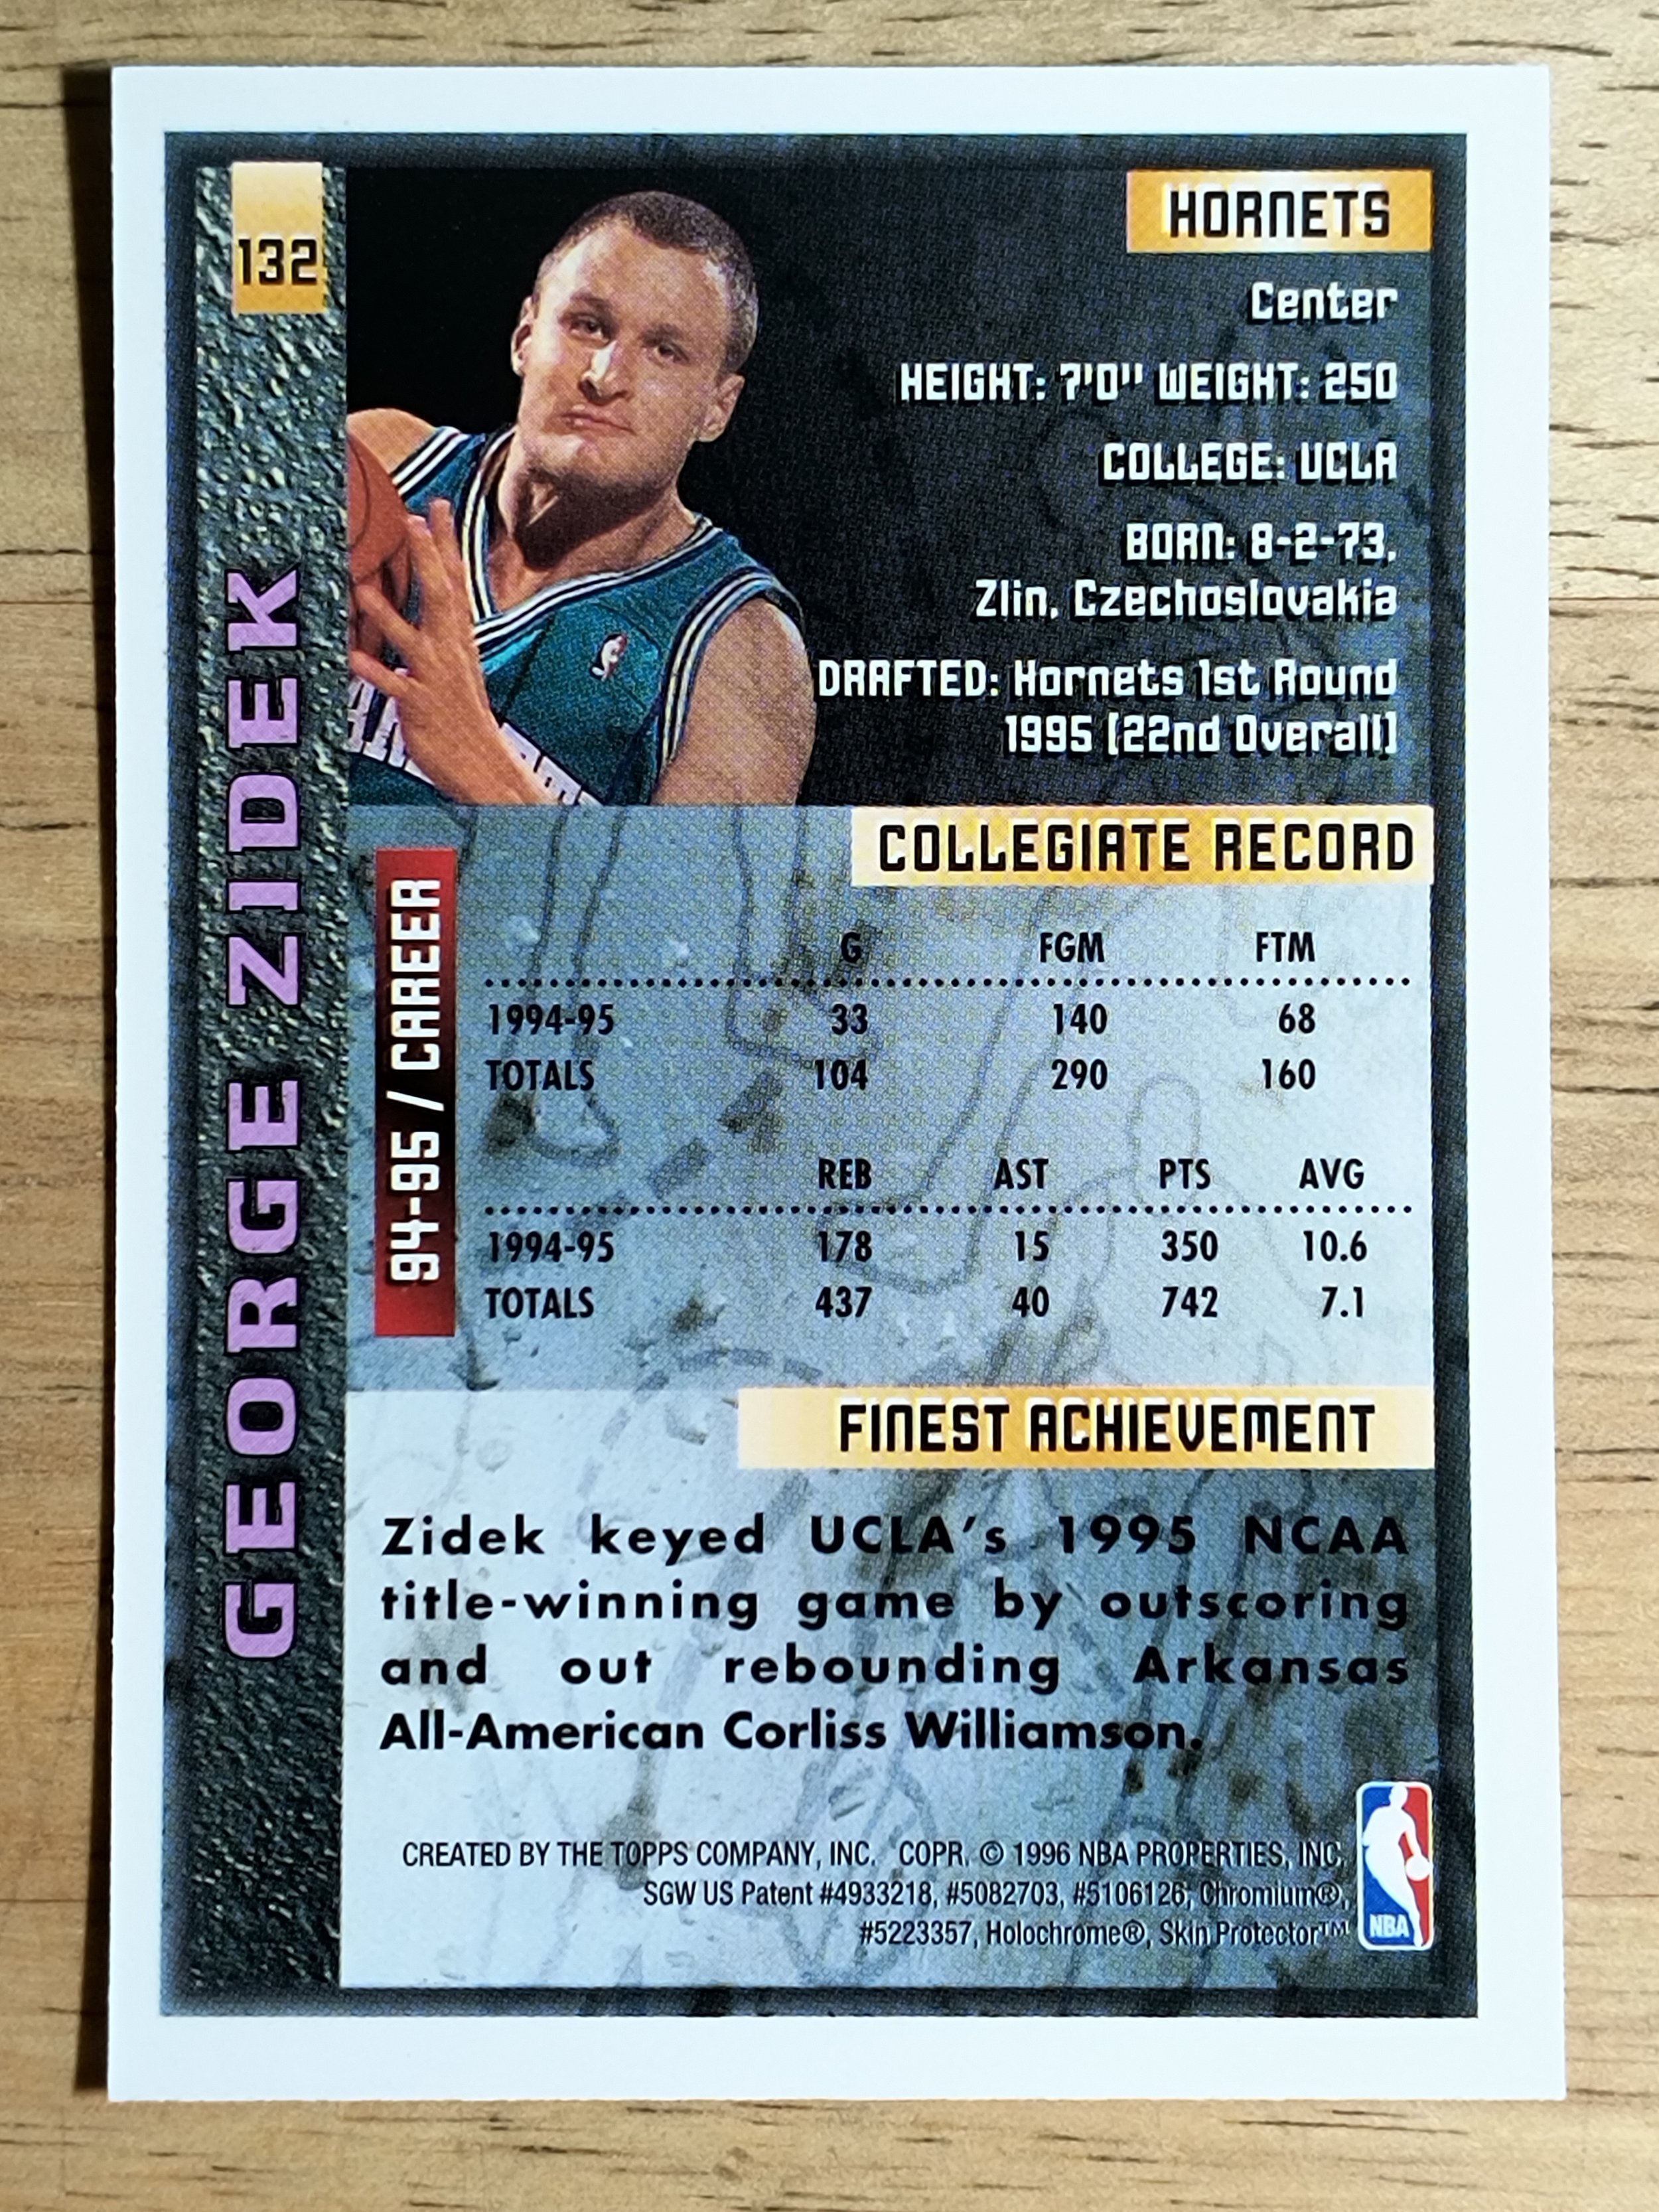 132
GEORGE ZIDEK
HORNETS
Center
HEIGHT: 7'0" WEIGHT: 250
COLLEGE: UCLA
BORN: 8-2-73,
Zlin, Czechoslovakia
DRAFTED: Hornets 1st Round
1995 (22nd Overall)
COLLEGIATE RECORD
94-95 / CAREER
G FGM FTM
1994-95 33 140 68
TOTALS 104 290 160
REB AST PTS AVG
1994-95 178 15 350 10.6
TOTALS 437 40 742 7.1
FINEST ACHIEVEMENT
Zidek keyed UCLA's 1995 NCAA
title-winning game by outscoring
and out rebounding Arkansas
All-American Corliss Williamson.
CREATED BY THE TOPPS COMPANY, INC. COPR. © 1996 NBA PROPERTIES, INC.
SGW US Patent #4933218, #5082703, #5106126, Chromium®,
#5223357, Holochrome®, Skin Protector™
NBA